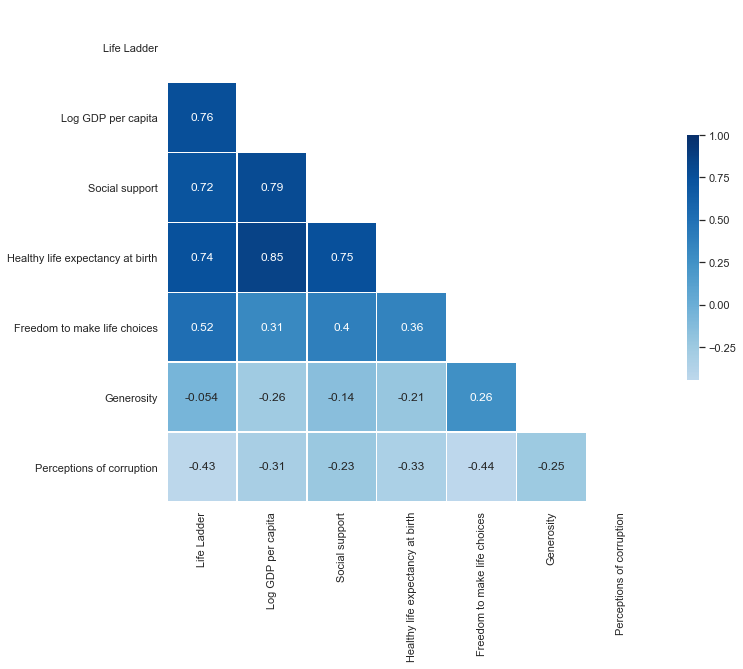 Life Ladder
Log GDP per capita
0.76
Social support
0.72 0.79
Healthy life expectancy at birth
0.74 0.85 0.75
Freedom to make life choices
0.52 0.31 0.4 0.36
Generosity
-0.054 -0.26 -0.14 -0.21 0.26
Perceptions of corruption
-0.43 -0.31 -0.23 -0.33 -0.44 -0.25
Life Ladder
Log GDP per capita
Social support
Healthy life expectancy at birth
Freedom to make life choices
Generosity
Perceptions of corruption
1.00
0.75
0.50
0.25
0.00
−0.25